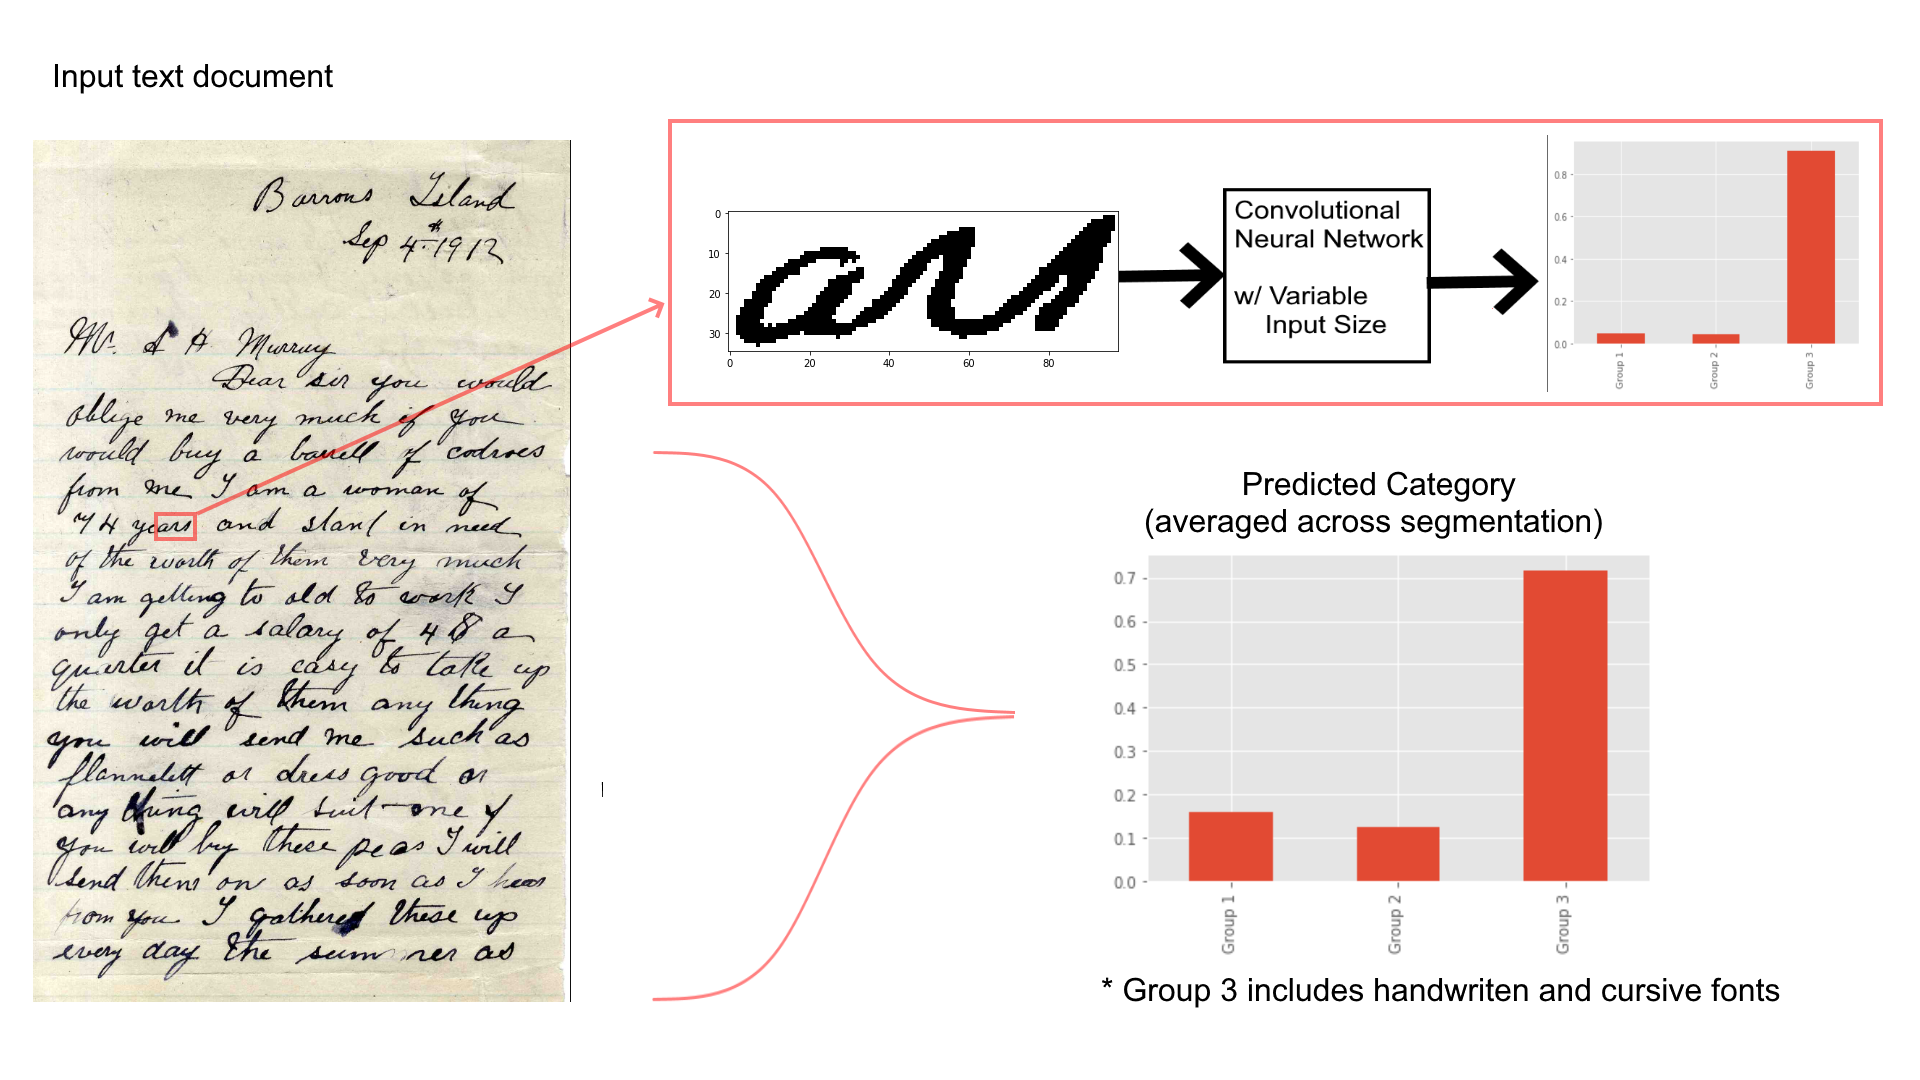 Input text document
Barrons Island
Sep 4th 1912
Mr. S H Murray
Dear sir you would
oblige me very much if you
would buy a barrell of codroes
from me I am a woman of
74 years and stant in need
of the worth of them very much
I am getting to old to work I
only get a salary of 48 a
quarter it is easy to take up
the worth of them any thing
you will send me such as
flannelett or dress good or
any thing will suit me if
you will by these peas I will
send them on as soon as I hear
from you I gathered these up
every day the summer as
0
10
20
30
0 20 40 60 80
ars
Convolutional
Neural Network
w/ Variable
Input Size
0.8
0.6
0.4
0.2
0.0
Group 1
Group 2
Group 3
Predicted Category
(averaged across segmentation)
0.7
0.6
0.5
0.4
0.3
0.2
0.1
0.0
Group 1
Group 2
Group 3
* Group 3 includes handwriten and cursive fonts